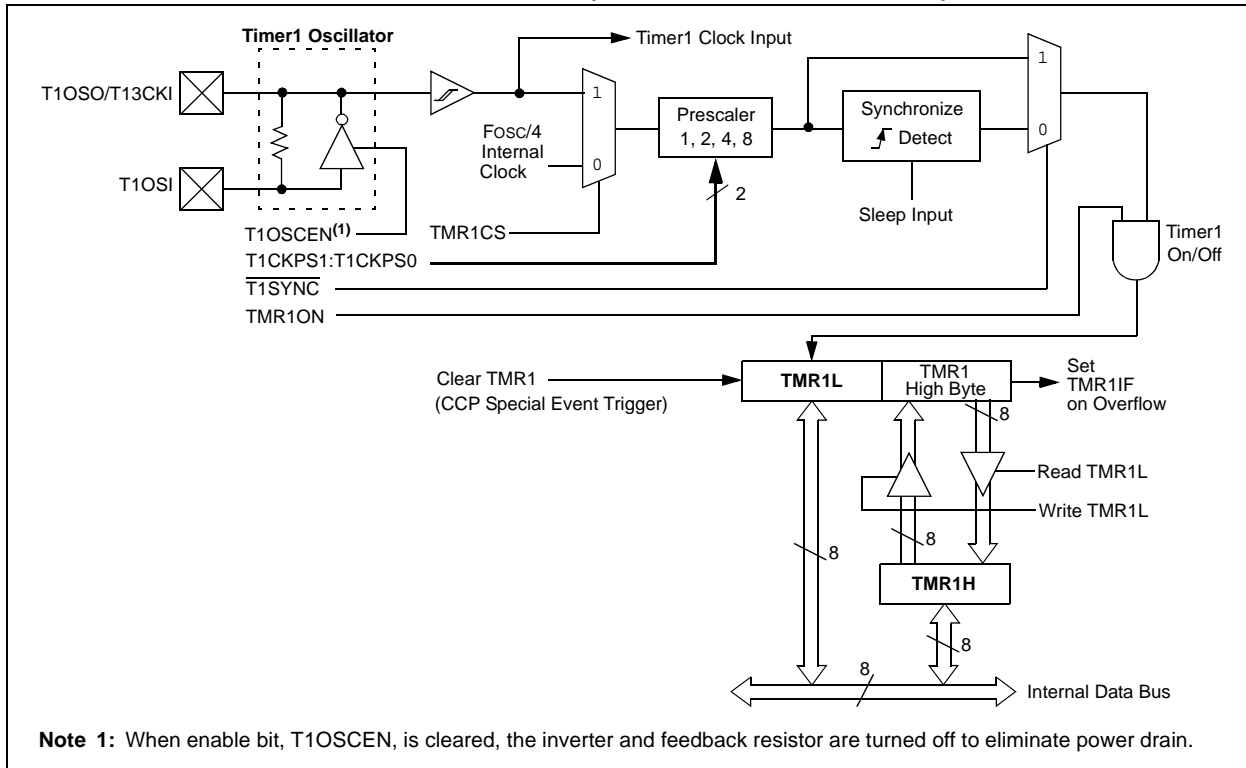 Timer1 Oscillator
Timer1 Clock Input
T1OSO/T13CKI
T1OSI
1
0
FOSC/4
Internal
Clock
Prescaler
1, 2, 4, 8
Synchronize
Detect
1
0
2
Sleep Input
T1OSCEN(1)
TMR1CS
T1CKPS1:T1CKPS0
T1SYNC
TMR1ON
Timer1
On/Off
Clear TMR1
(CCP Special Event Trigger)
TMR1L
TMR1
High Byte
Set
TMR1IF
on Overflow
8
Read TMR1L
Write TMR1L
8
8
TMR1H
8
8
Internal Data Bus
Note 1: When enable bit, T1OSCEN, is cleared, the inverter and feedback resistor are turned off to eliminate power drain.